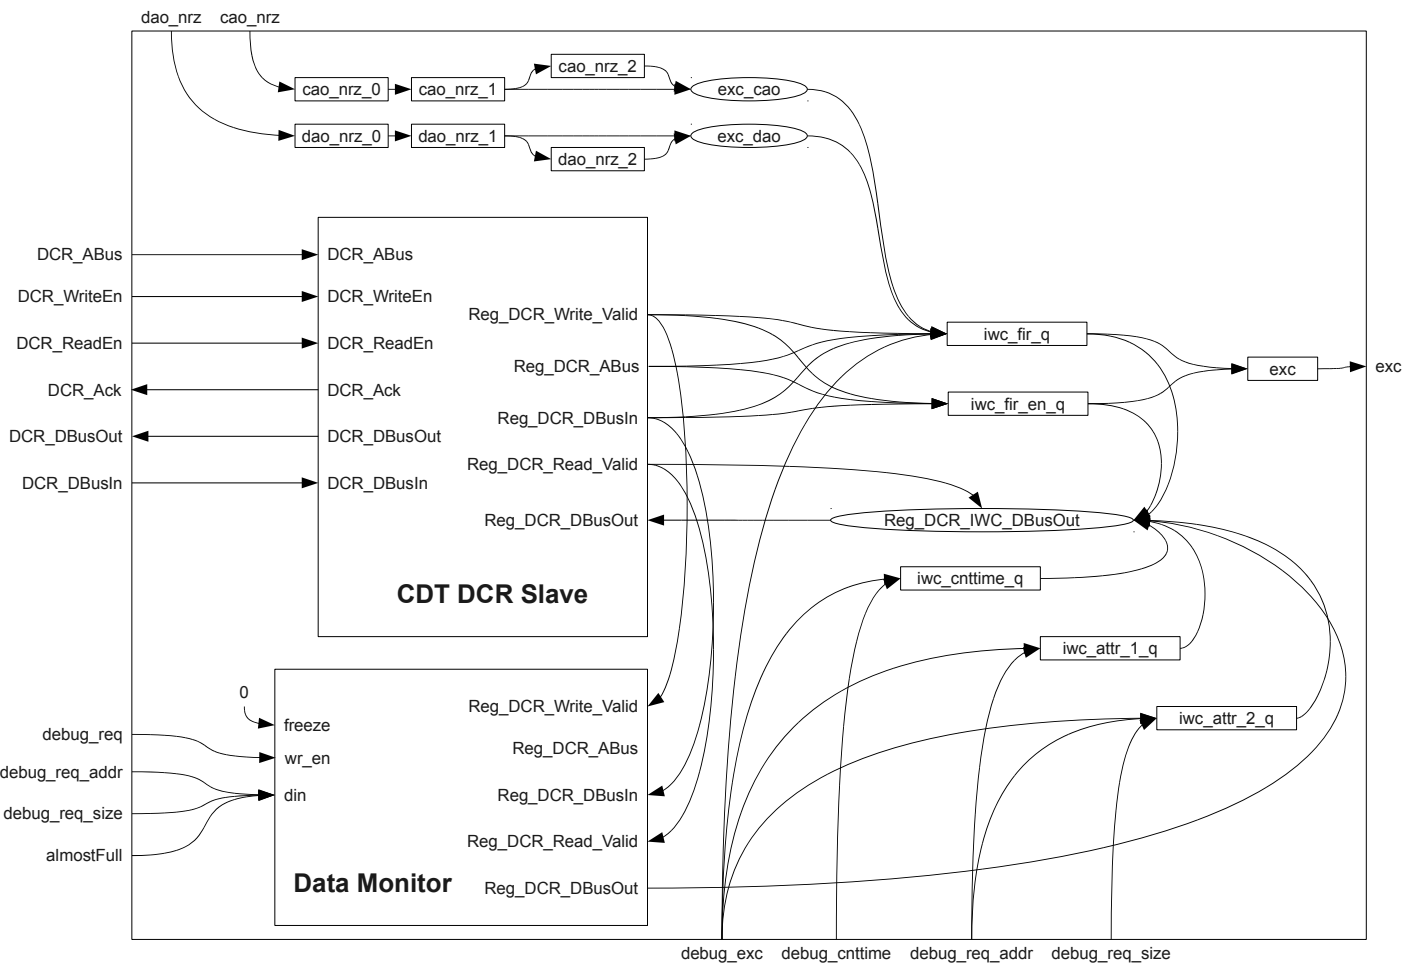 dao_nrz
cao_nrz
cao_nrz_0
cao_nrz_1
cao_nrz_2
exc_cao
dao_nrz_0
dao_nrz_1
dao_nrz_2
exc_dao
DCR_ABus
DCR_WriteEn
DCR_ReadEn
DCR_Ack
DCR_DBusOut
DCR_DBusIn
DCR_ABus
DCR_WriteEn
DCR_ReadEn
DCR_Ack
DCR_DBusOut
DCR_DBusIn
Reg_DCR_Write_Valid
Reg_DCR_ABus
Reg_DCR_DBusIn
Reg_DCR_Read_Valid
Reg_DCR_DBusOut
CDT DCR Slave
iwc_fir_q
iwc_fir_en_q
exc
exc
Reg_DCR_IWC_DBusOut
iwc_cnttime_q
iwc_attr_1_q
iwc_attr_2_q
0
debug_req
debug_req_addr
debug_req_size
almostFull
freeze
wr_en
din
Reg_DCR_Write_Valid
Reg_DCR_ABus
Reg_DCR_DBusIn
Reg_DCR_Read_Valid
Reg_DCR_DBusOut
Data Monitor
debug_exc
debug_cnttime
debug_req_addr
debug_req_size